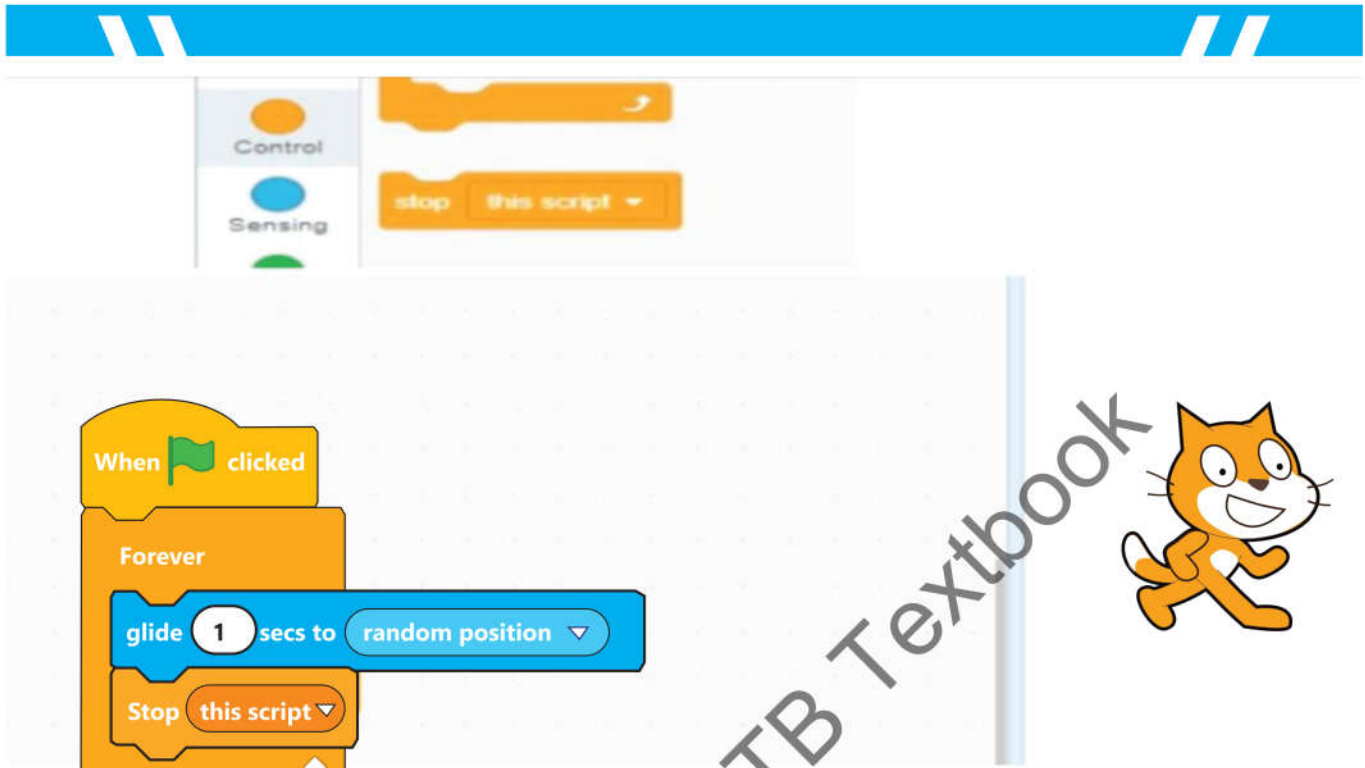 Control
stop this script
Sensing
When clicked
Forever
glide 1 secs to random position
Stop this script
TB Textbook